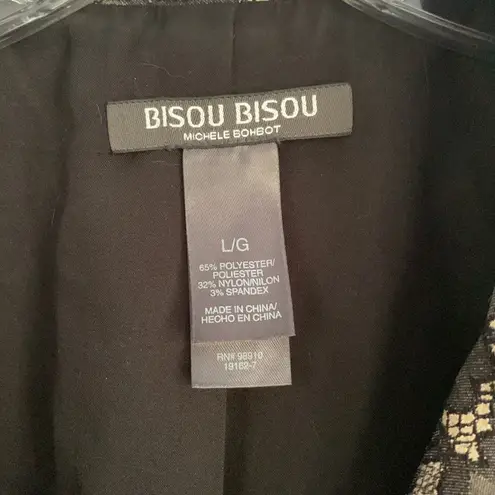 BISOU BISOU
MICHELE BOHBOT
L/G
65% POLYESTER/
POLIESTER
32% NYLON/NILON
3% SPANDEX
MADE IN CHINA/
HECHO EN CHINA
RN# 98910
19162-7